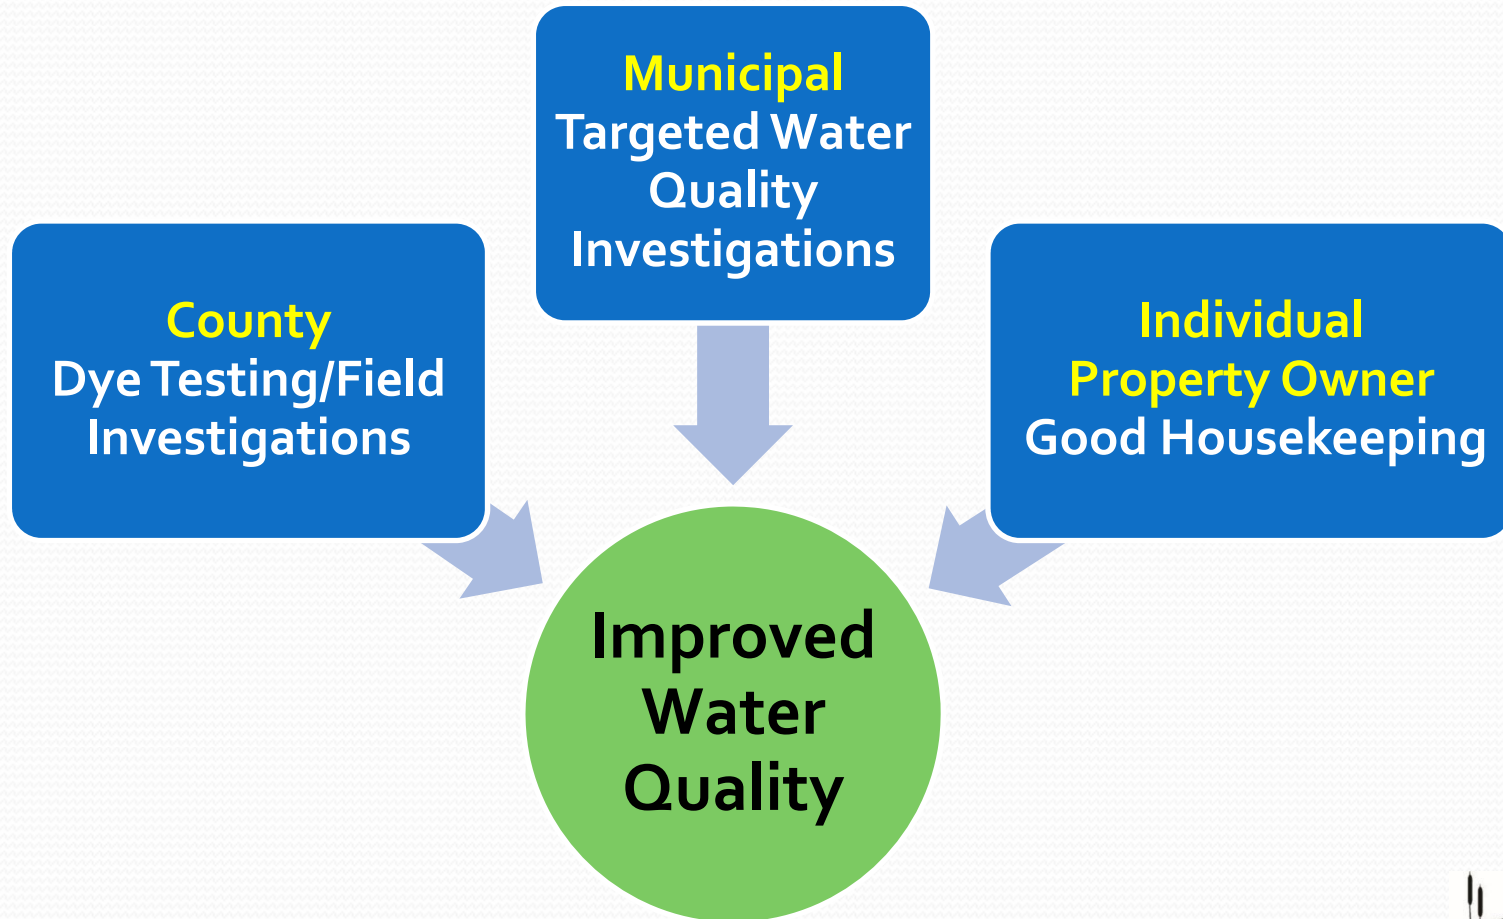 Municipal
Targeted Water
Quality
Investigations
County
Dye Testing/Field
Investigations
Individual
Property Owner
Good Housekeeping
Improved
Water
Quality